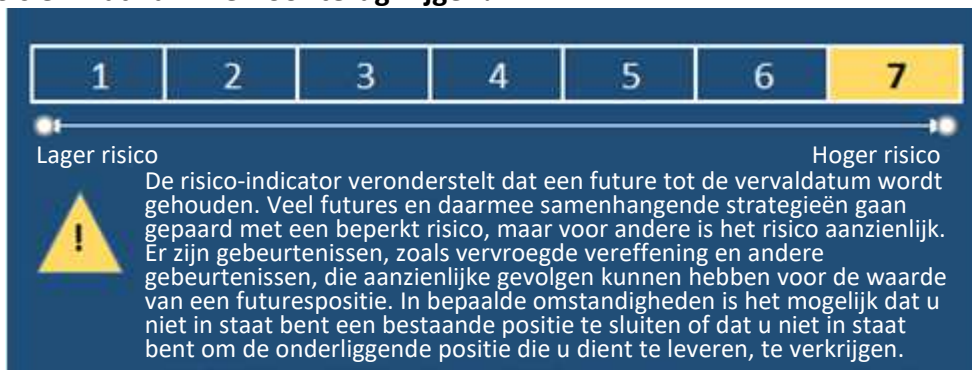 1 2 3 4 5 6 7
Lager risico Hoger risico
De risico-indicator veronderstelt dat een future tot de vervaldatum wordt
gehouden. Veel futures en daarmee samenhangende strategieën gaan
gepaard met een beperkt risico, maar voor andere is het risico aanzienlijk.
Er zijn gebeurtenissen, zoals vervroegde vereffening en andere
gebeurtenissen, die aanzienlijke gevolgen kunnen hebben voor de waarde
van een futurespositie. In bepaalde omstandigheden is het mogelijk dat u
niet in staat bent een bestaande positie te sluiten of dat u niet in staat
bent om de onderliggende positie die u dient te leveren, te verkrijgen.